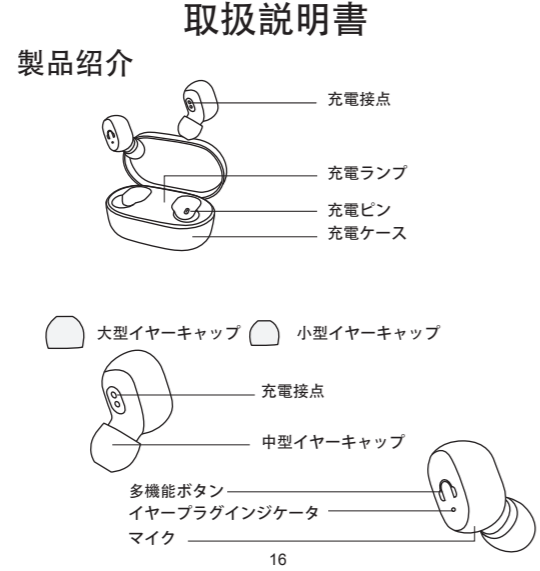 取扱説明書
製品绍介
充電接点
充電ランプ
充電ピン
充電ケース
大型イヤーキャップ
小型イヤーキャップ
充電接点
中型イヤーキャップ
多機能ボタン
イヤープラグインジケータ
マイク
16